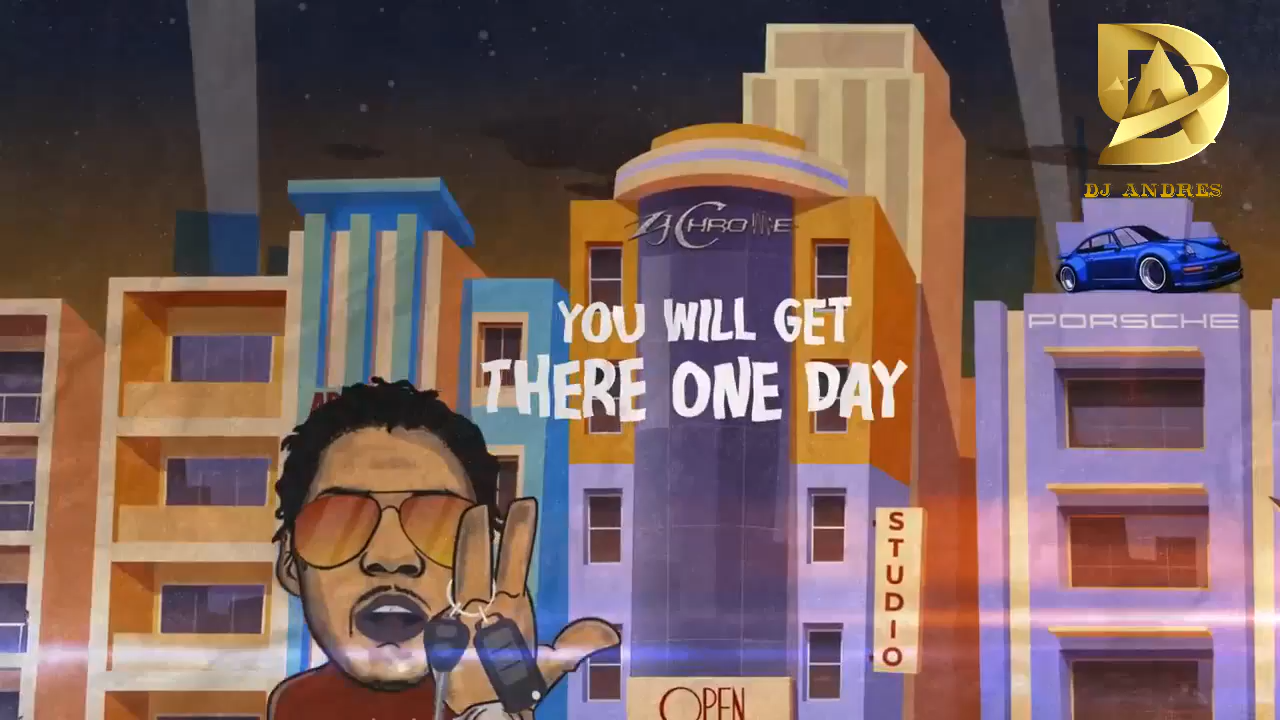 DJ ANDRES
ZJ CHROME
PORSCHE
YOU WILL GET
THERE ONE DAY
STUDIO
OPEN